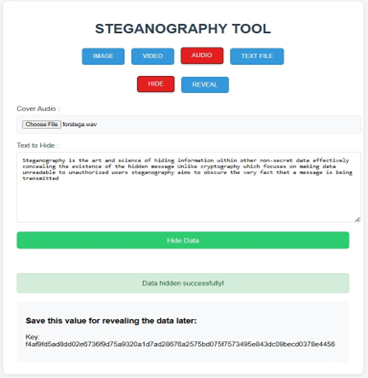 STEGANOGRAPHY TOOL
IMAGE VIDEO AUDIO TEXT FILE
HIDE REVEAL
Cover Audio :
Choose File forstega.wav
Text to Hide :
Steganography is the art and science of hiding information within other non-secret data effectively
concealing the existence of the hidden message Unlike cryptography which focuses on making data
unreadable to unauthorized users steganography aims to obscure the very fact that a message is being
transmitted
Hide Data
Data hidden successfully!
Save this value for revealing the data later:
Key:
f4af9fd5ad8dd02e6736f9d75a9320a1d7ad28676a2575bd075f7573495e843dc09becd0378e4456